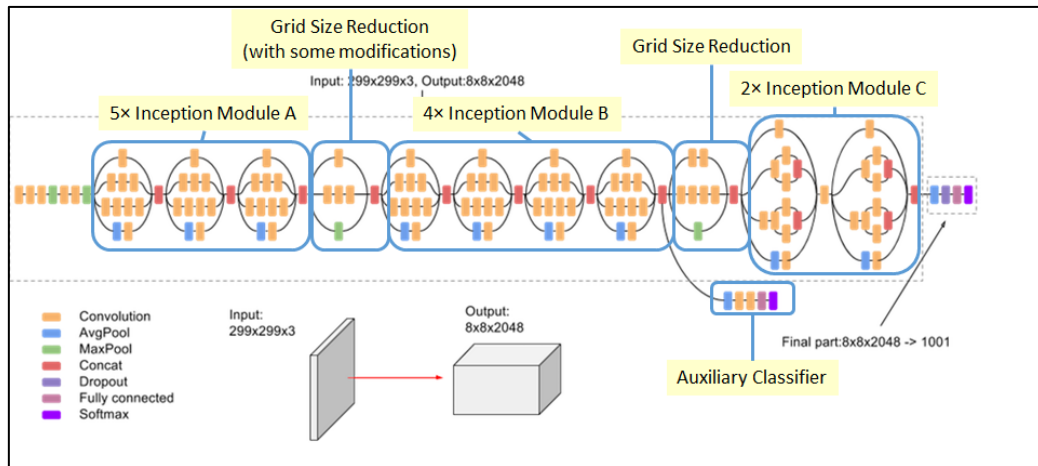 Grid Size Reduction
(with some modifications)
Grid Size Reduction
Input: 299x299x3, Output:8x8x2048
5× Inception Module A
4× Inception Module B
2× Inception Module C
Convolution
AvgPool
MaxPool
Concat
Dropout
Fully connected
Softmax
Input:
299x299x3
Output:
8x8x2048
Auxiliary Classifier
Final part:8x8x2048 -> 1001